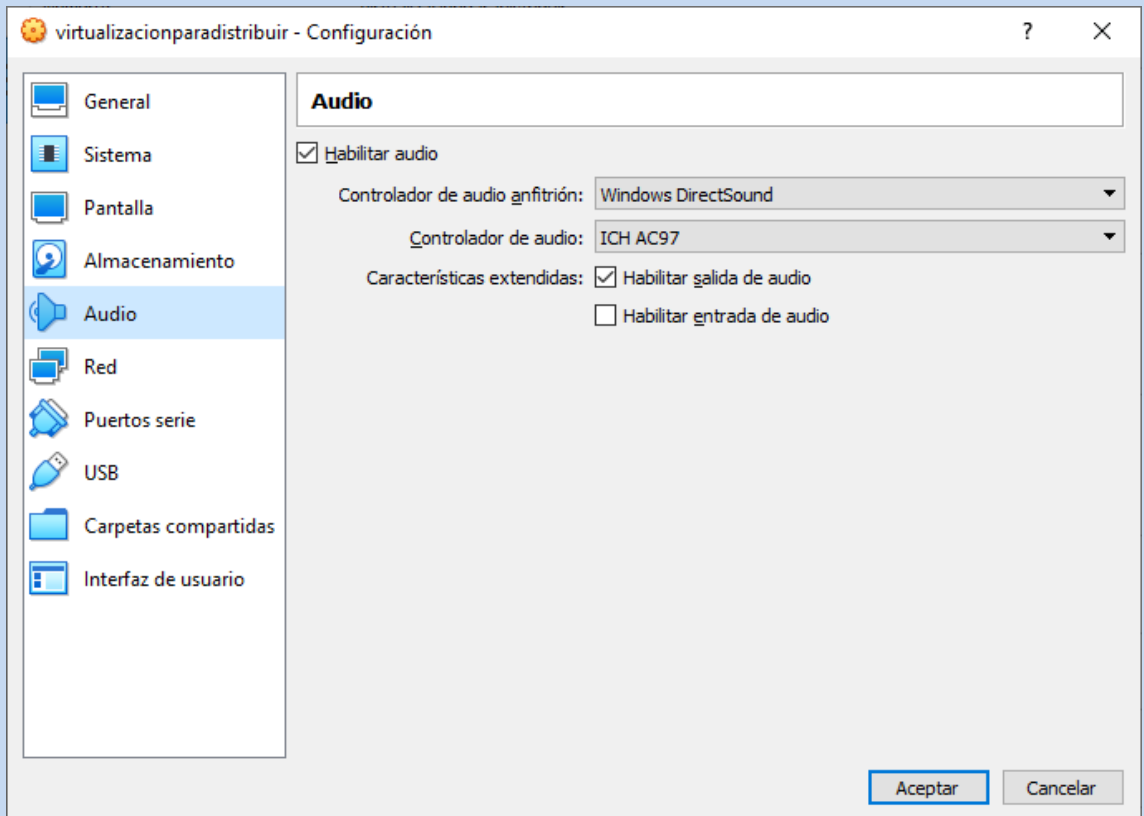 virtualizacionparadistribuir - Configuración ?
General
Sistema
Pantalla
Almacenamiento
Audio
Red
Puertos serie
USB
Carpetas compartidas
Interfaz de usuario
Audio
Habilitar audio
Controlador de audio anfitrión: Windows DirectSound
Controlador de audio: ICH AC97
Características extendidas: Habilitar salida de audio
Habilitar entrada de audio
Aceptar Cancelar